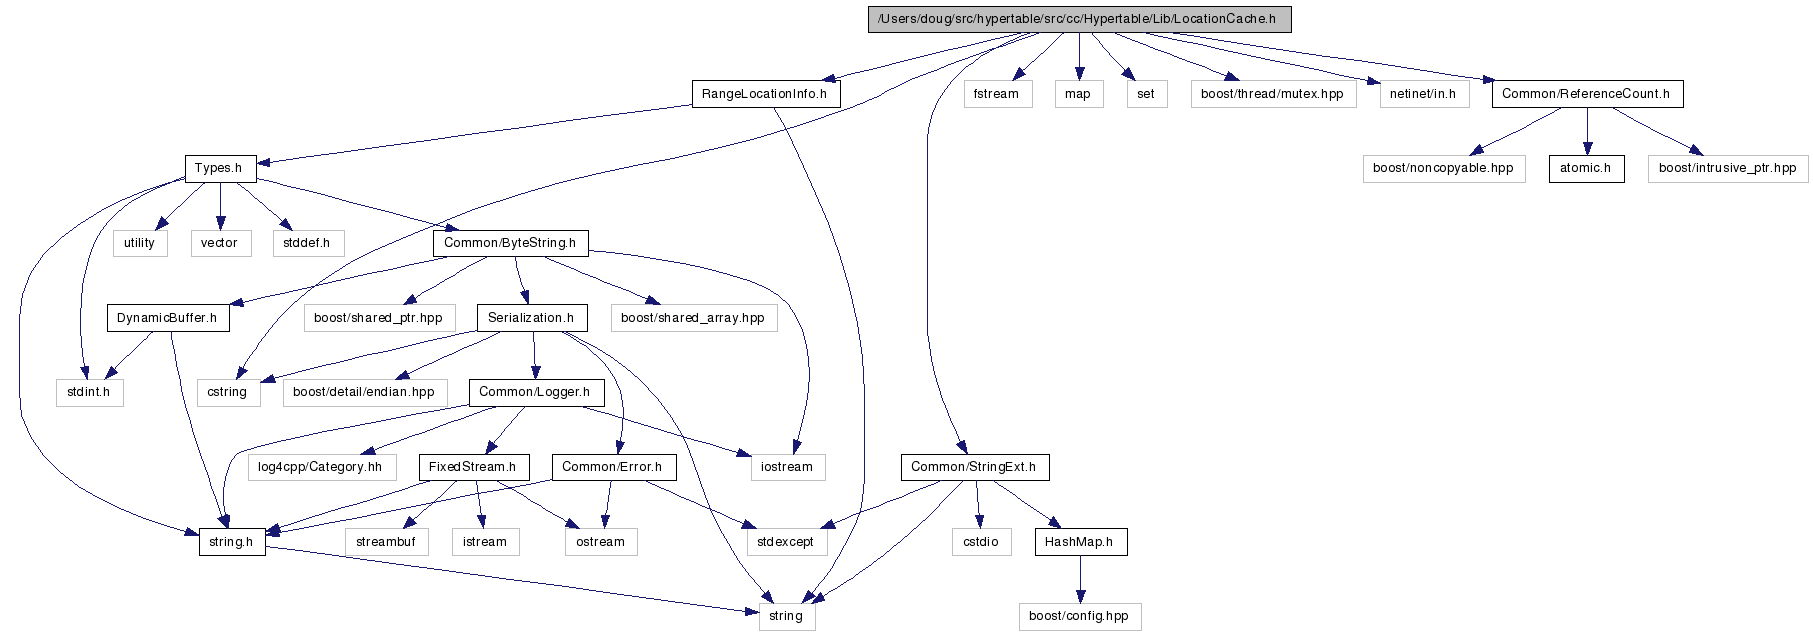 /Users/doug/src/hypertable/src/cc/Hypertable/Lib/LocationCache.h
RangeLocationInfo.h
fstream
map
set
boost/thread/mutex.hpp
netinet/in.h
Common/ReferenceCount.h
Types.h
boost/noncopyable.hpp
atomic.h
boost/intrusive_ptr.hpp
utility
vector
stddef.h
Common/ByteString.h
DynamicBuffer.h
boost/shared_ptr.hpp
Serialization.h
boost/shared_array.hpp
stdint.h
cstring
boost/detail/endian.hpp
Common/Logger.h
log4cpp/Category.hh
FixedStream.h
Common/Error.h
iostream
Common/StringExt.h
string.h
streambuf
istream
ostream
stdexcept
cstdio
HashMap.h
string
boost/config.hpp